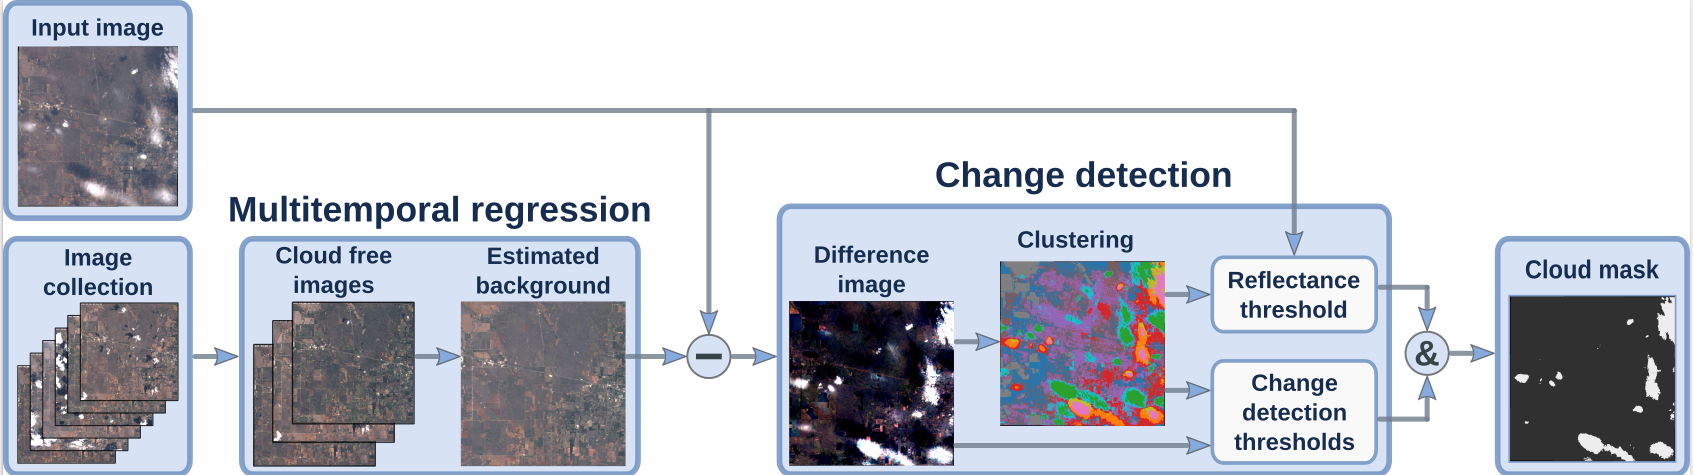 Input image
Image
collection
Multitemporal regression
Cloud free
images
Estimated
background
−
Change detection
Difference
image
Clustering
Reflectance
threshold
Change
detection
thresholds
&
Cloud mask